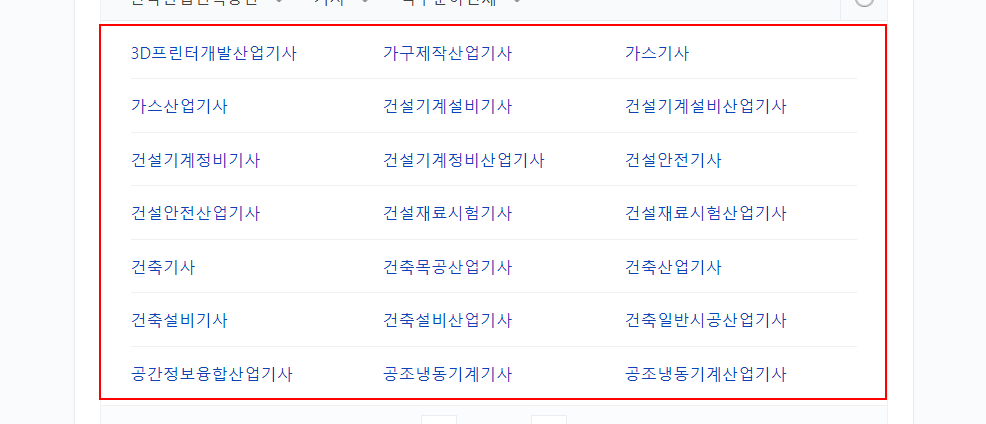 3D프린터개발산업기사 가구제작산업기사 가스기사
가스산업기사 건설기계설비기사 건설기계설비산업기사
건설기계정비기사 건설기계정비산업기사 건설안전기사
건설안전산업기사 건설재료시험기사 건설재료시험산업기사
건축기사 건축목공산업기사 건축산업기사
건축설비기사 건축설비산업기사 건축일반시공산업기사
공간정보융합산업기사 공조냉동기계기사 공조냉동기계산업기사